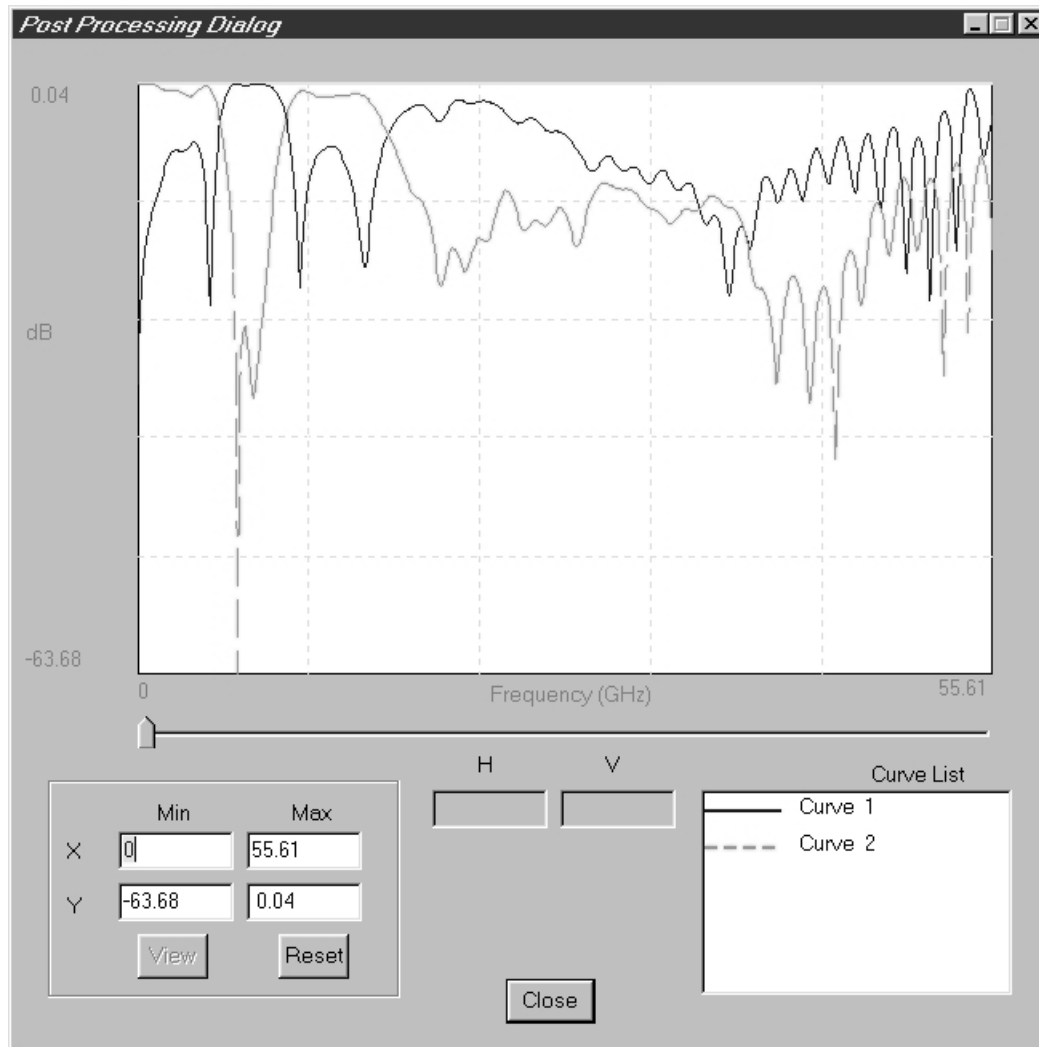 Post Processing Dialog
0.04
dB
-63.68
0
Frequency (GHz)
55.61
H
V
Curve List
Min
Max
X
0
55.61
Y
-63.68
0.04
View
Reset
Curve 1
Curve 2
Close